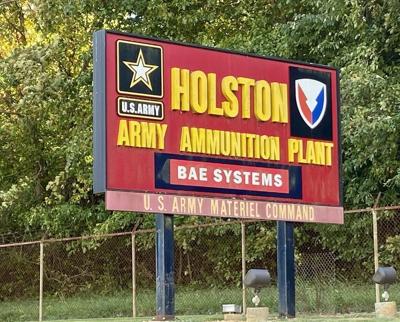 U.S.ARMY
HOLSTON
ARMY AMMUNITION PLANT
BAE SYSTEMS
U. S. ARMY MATERIEL COMMAND